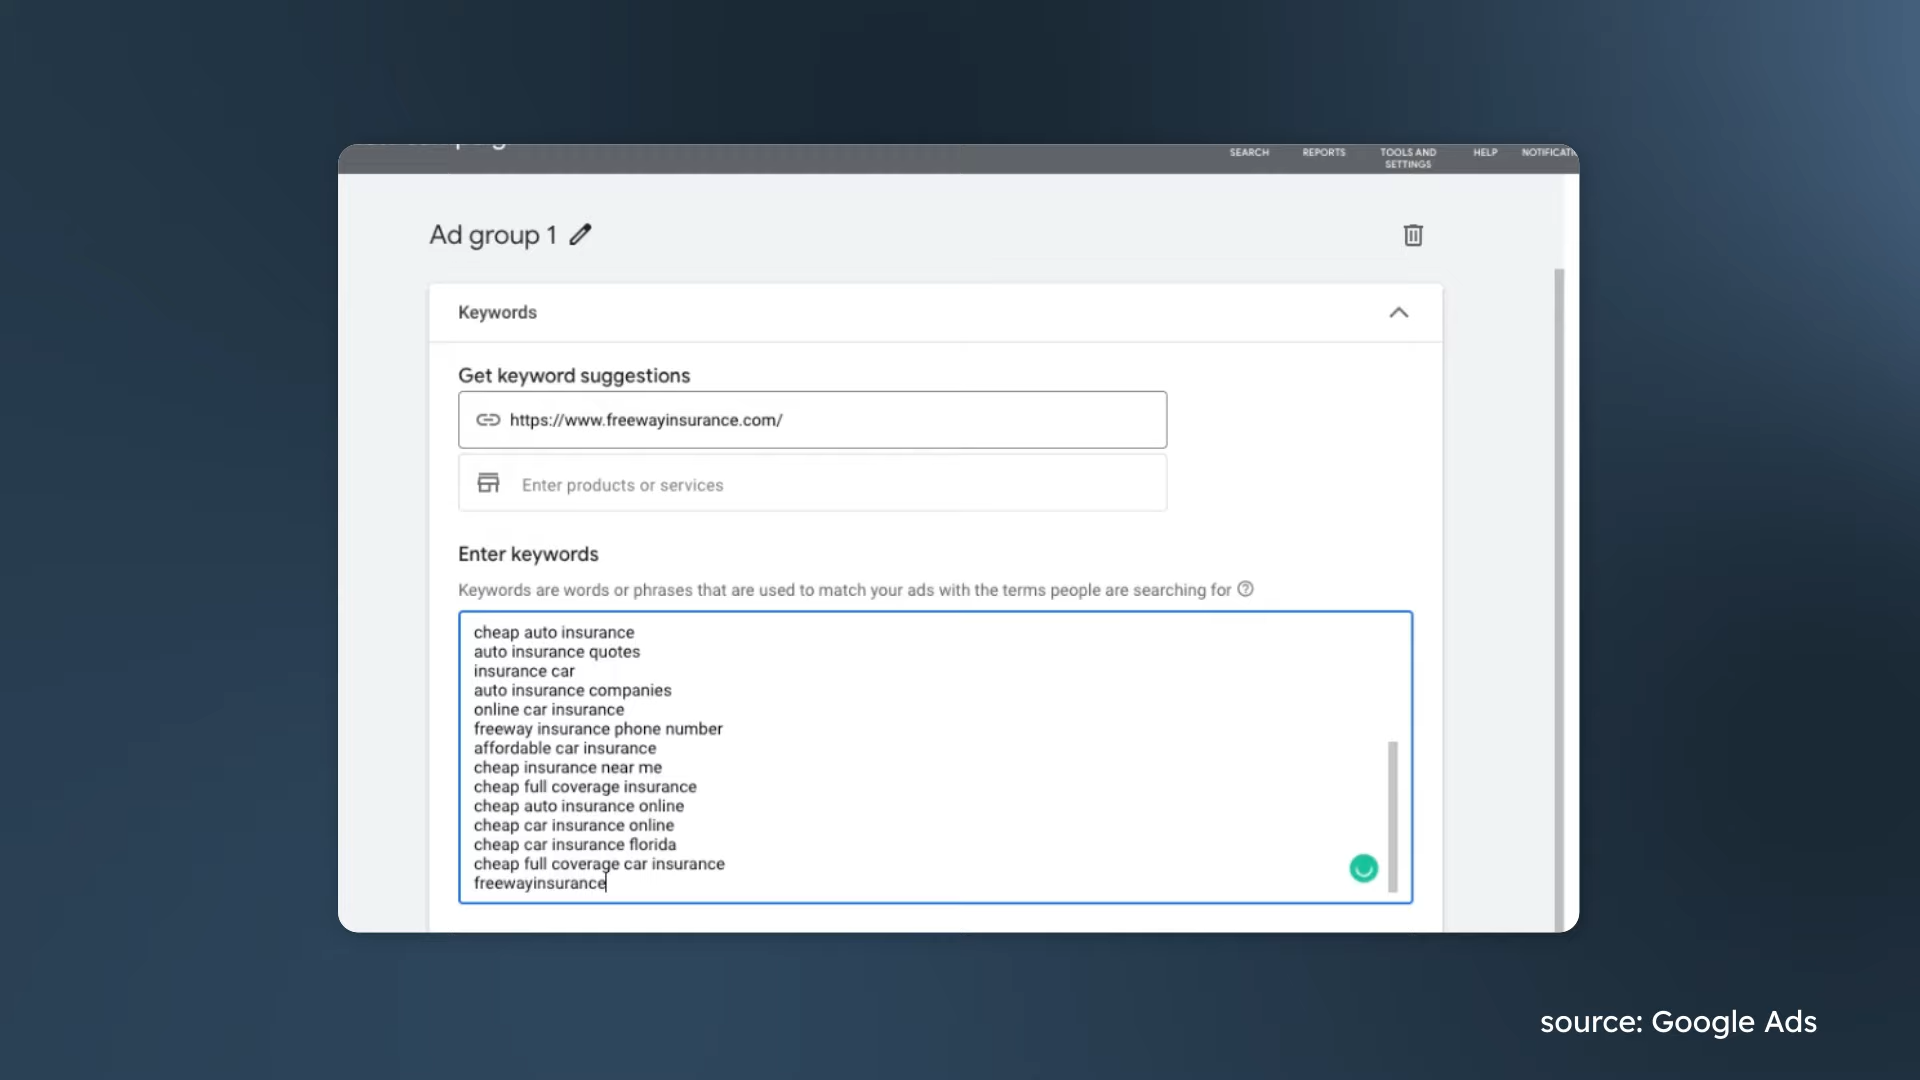 SEARCH
REPORTS
TOOLS AND SETTINGS
HELP
Ad group 1
Keywords
Get keyword suggestions
https://www.freewayinsurance.com/
Enter products or services
Enter keywords
Keywords are words or phrases that are used to match your ads with the terms people are searching for
cheap auto insurance
auto insurance quotes
insurance car
auto insurance companies
online car insurance
freeway insurance phone number
affordable car insurance
cheap insurance near me
cheap full coverage insurance
cheap auto insurance online
cheap car insurance online
cheap car insurance florida
cheap full coverage car insurance
freewayinsurance
source: Google Ads